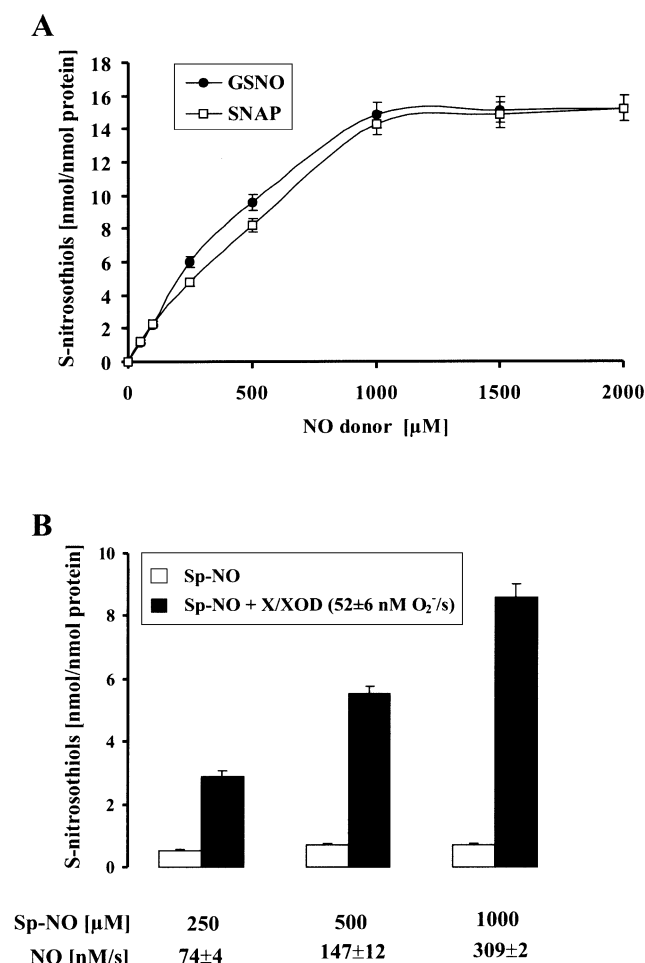 A
S-nitrosothiols [nmol/nmol protein]
18
16
14
12
10
8
6
4
2
0
GSNO
SNAP
0 500 1000 1500 2000
NO donor [µM]
B
S-nitrosothiols [nmol/nmol protein]
10
8
6
4
2
0
Sp-NO
Sp-NO + X/XOD (52±6 nM O₂⁻/s)
Sp-NO [µM] 250 500 1000
NO [nM/s] 74±4 147±12 309±2